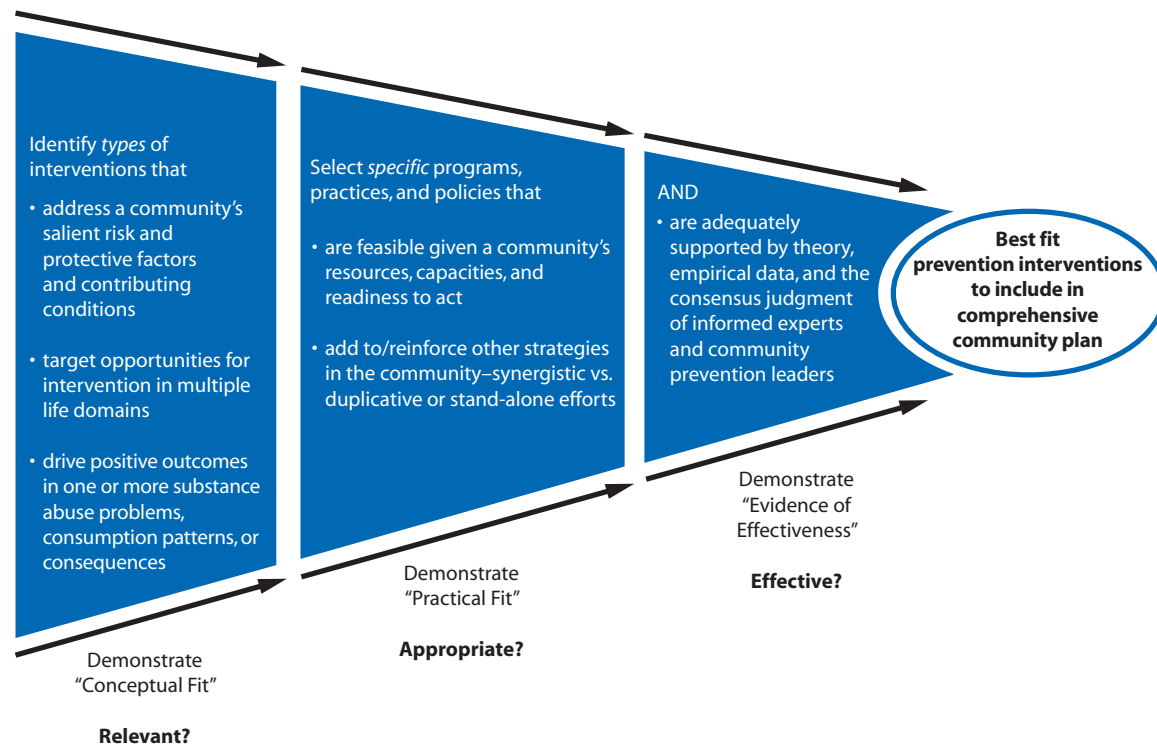 Identify types of
interventions that
• address a community's
salient risk and
protective factors
and contributing
conditions
• target opportunities for
intervention in multiple
life domains
• drive positive outcomes
in one or more substance
abuse problems,
consumption patterns, or
consequences
Demonstrate
“Conceptual Fit”
Relevant?
Select specific programs,
practices, and policies that
• are feasible given a community's
resources, capacities, and
readiness to act
• add to/reinforce other strategies
in the community–synergistic vs.
duplicative or stand-alone efforts
Demonstrate
“Practical Fit”
Appropriate?
AND
• are adequately
supported by theory,
empirical data, and the
consensus judgment
of informed experts
and community
prevention leaders
Demonstrate
“Evidence of
Effectiveness”
Effective?
Best fit
prevention interventions
to include in
comprehensive
community plan